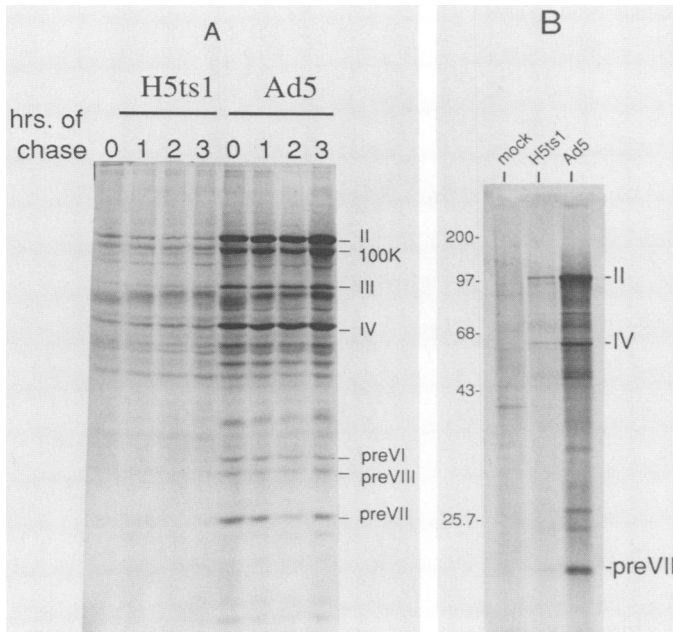 A
H5ts1 Ad5
hrs. of
chase 0 1 2 3 0 1 2 3
II
100K
III
IV
preVI
preVIII
preVII
B
mock H5ts1 Ad5
200-
97-
68-
43-
25.7-
-II
-IV
-preVII